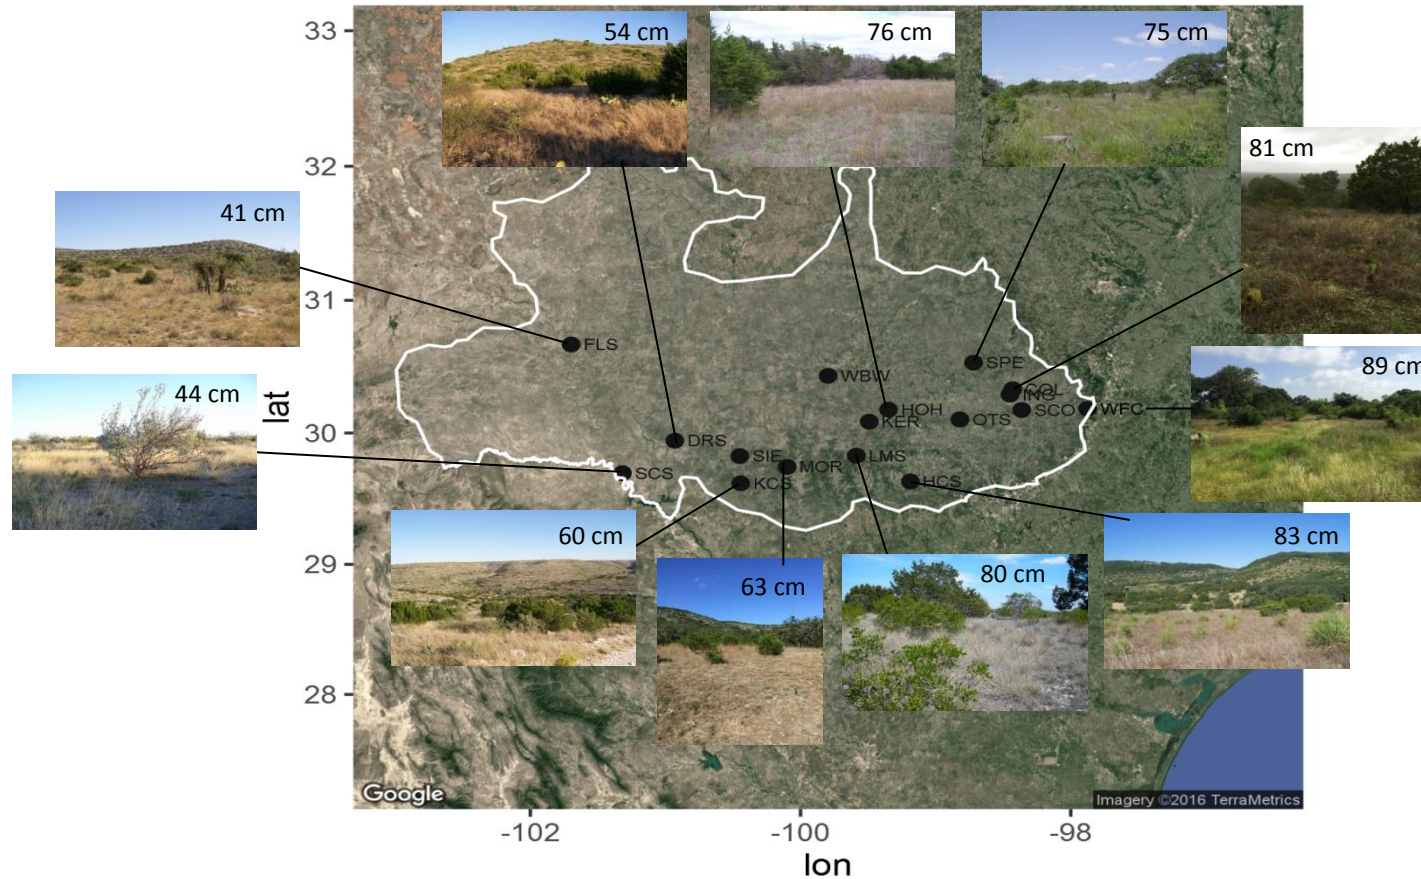 33
54 cm
76 cm
75 cm
81 cm
32
41 cm
31
FLS
SPE
WBW
COL
ING
89 cm
44 cm
lat
HOH
SCO
WFC
KER
OTS
30
DRS
SIE
LMS
MOR
SCS
KCS
HCS
60 cm
83 cm
29
63 cm
80 cm
28
Google
Imagery ©2016 TerraMetrics
-102
-100
-98
lon